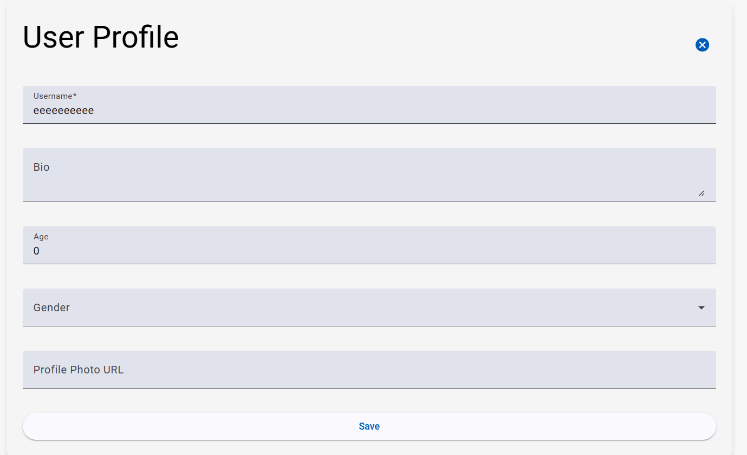 User Profile
Username*
eeeeeeeeee
Bio
Age
0
Gender
Profile Photo URL
Save